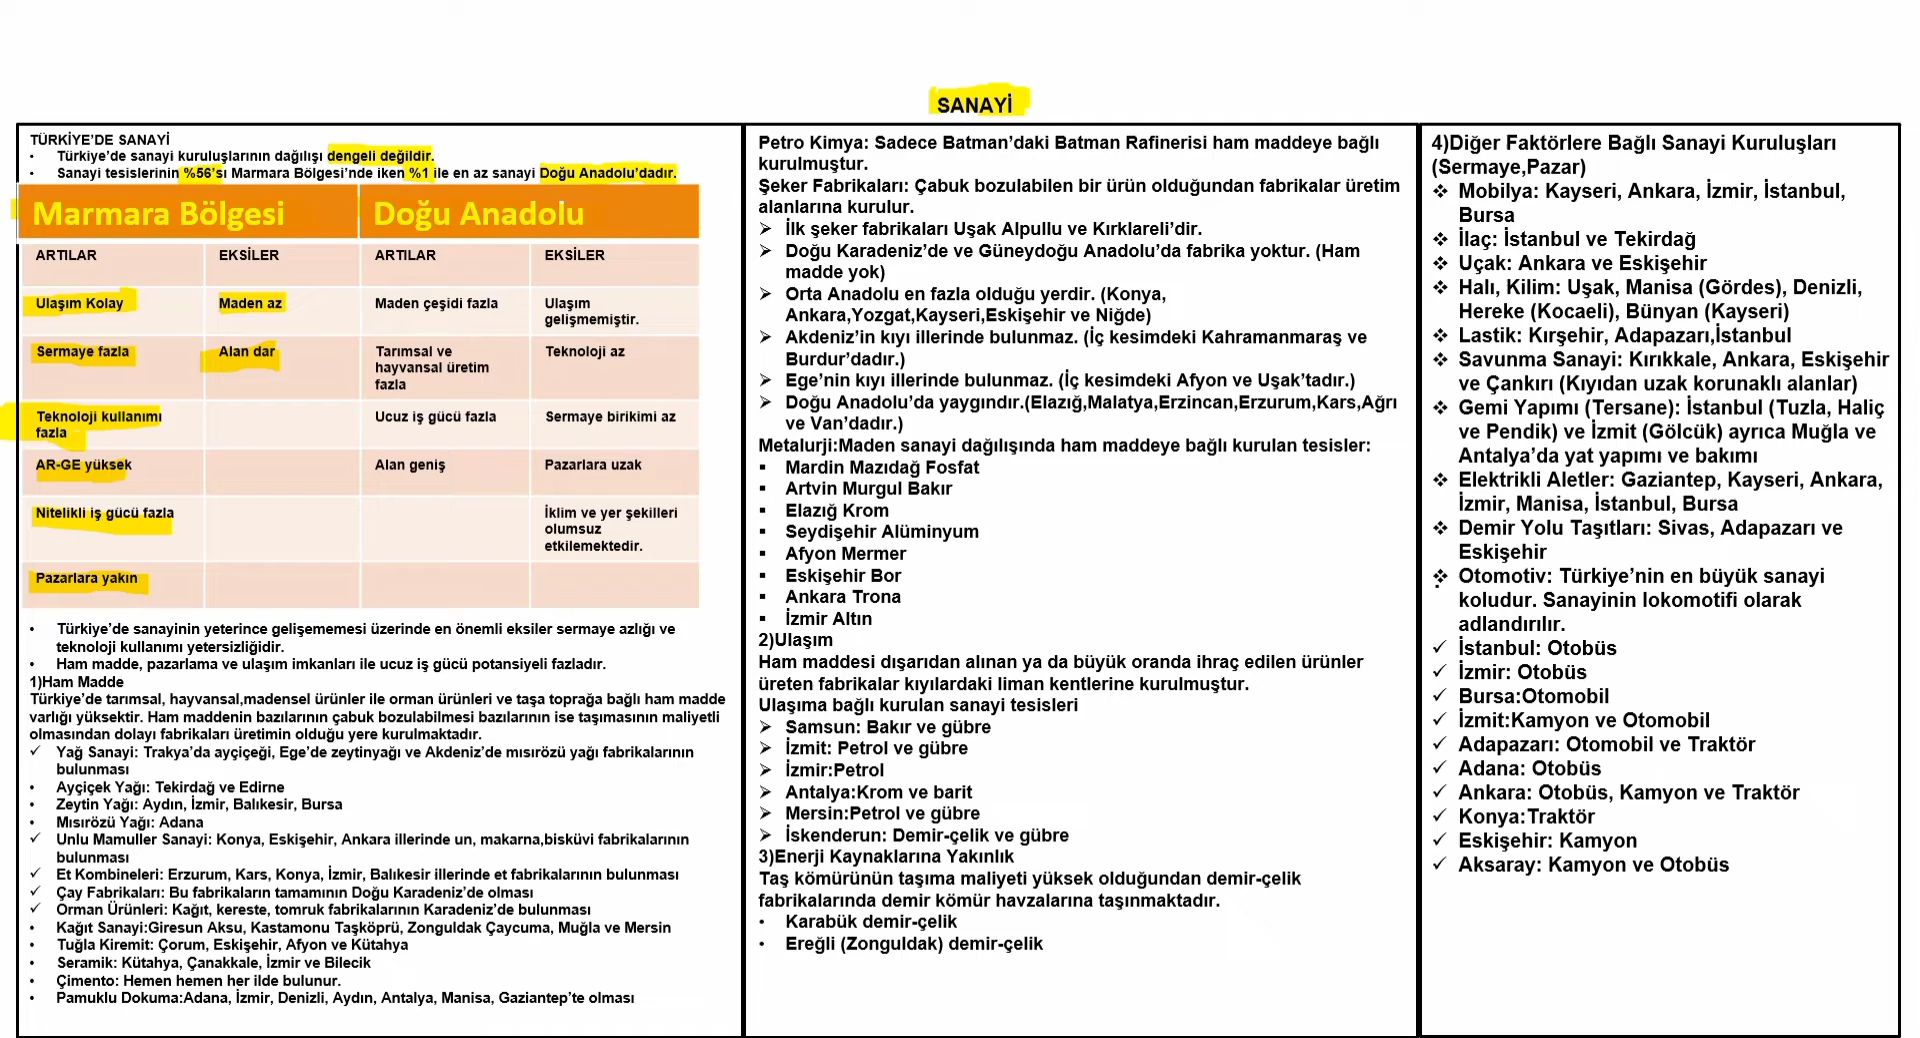 SANAYİ
TÜRKİYE'DE SANAYİ
• Türkiye'de sanayi kuruluşlarının dağılışı dengeli değildir.
• Sanayi tesislerinin %56'sı Marmara Bölgesi'nde iken %1 ile en az sanayi Doğu Anadolu'dadır.
Marmara Bölgesi Doğu Anadolu
ARTILAR EKSİLER ARTILAR EKSİLER
Ulaşım Kolay Maden az Maden çeşidi fazla Ulaşım
gelişmemiştir.
Sermaye fazla Alan dar Tarımsal ve Teknoloji az
hayvansal üretim
fazla
Teknoloji kullanımı Ucuz iş gücü fazla Sermaye birikimi az
fazla
AR-GE yüksek Alan geniş Pazarlara uzak
Nitelikli iş gücü fazla İklim ve yer şekilleri
olumsuz
etkilemektedir.
Pazarlara yakın
• Türkiye'de sanayinin yeterince gelişememesi üzerinde en önemli eksiler sermaye azlığı ve
teknoloji kullanımı yetersizliğidir.
• Ham madde, pazarlama ve ulaşım imkanları ile ucuz iş gücü potansiyeli fazladır.
1)Ham Madde
Türkiye'de tarımsal, hayvansal,madensel ürünler ile orman ürünleri ve taşa toprağa bağlı ham madde
varlığı yüksektir. Ham maddenin bazılarının çabuk bozulabilmesi bazılarının ise taşımasının maliyetli
olmasından dolayı fabrikaları üretimin olduğu yere kurulmaktadır.
✓ Yağ Sanayi: Trakya'da ayçiçeği, Ege'de zeytinyağı ve Akdeniz'de mısırözü yağı fabrikalarının
bulunması
• Ayçiçek Yağı: Tekirdağ ve Edirne
• Zeytin Yağı: Aydın, İzmir, Balıkesir, Bursa
• Mısırözü Yağı: Adana
✓ Unlu Mamuller Sanayi: Konya, Eskişehir, Ankara illerinde un, makarna,bisküvi fabrikalarının
bulunması
✓ Et Kombineleri: Erzurum, Kars, Konya, İzmir, Balıkesir illerinde et fabrikalarının bulunması
✓ Çay Fabrikaları: Bu fabrikaların tamamının Doğu Karadeniz'de olması
✓ Orman Ürünleri: Kağıt, kereste, tomruk fabrikalarının Karadeniz'de bulunması
• Kağıt Sanayi:Giresun Aksu, Kastamonu Taşköprü, Zonguldak Çaycuma, Muğla ve Mersin
• Tuğla Kiremit: Çorum, Eskişehir, Afyon ve Kütahya
• Seramik: Kütahya, Çanakkale, İzmir ve Bilecik
• Çimento: Hemen hemen her ilde bulunur.
• Pamuklu Dokuma:Adana, İzmir, Denizli, Aydın, Antalya, Manisa, Gaziantep'te olması
Petro Kimya: Sadece Batman'daki Batman Rafinerisi ham maddeye bağlı
kurulmuştur.
Şeker Fabrikaları: Çabuk bozulabilen bir ürün olduğundan fabrikalar üretim
alanlarına kurulur.
➢ İlk şeker fabrikaları Uşak Alpullu ve Kırklareli'dir.
➢ Doğu Karadeniz'de ve Güneydoğu Anadolu'da fabrika yoktur. (Ham
madde yok)
➢ Orta Anadolu en fazla olduğu yerdir. (Konya,
Ankara,Yozgat,Kayseri,Eskişehir ve Niğde)
➢ Akdeniz'in kıyı illerinde bulunmaz. (İç kesimdeki Kahramanmaraş ve
Burdur'dadır.)
➢ Ege'nin kıyı illerinde bulunmaz. (İç kesimdeki Afyon ve Uşak'tadır.)
➢ Doğu Anadolu'da yaygındır.(Elazığ,Malatya,Erzincan,Erzurum,Kars,Ağrı
ve Van'dadır.)
Metalurji:Maden sanayi dağılışında ham maddeye bağlı kurulan tesisler:
▪ Mardin Mazıdağ Fosfat
▪ Artvin Murgul Bakır
▪ Elazığ Krom
▪ Seydişehir Alüminyum
▪ Afyon Mermer
▪ Eskişehir Bor
▪ Ankara Trona
▪ İzmir Altın
2)Ulaşım
Ham maddesi dışarıdan alınan ya da büyük oranda ihraç edilen ürünler
üreten fabrikalar kıyılardaki liman kentlerine kurulmuştur.
Ulaşıma bağlı kurulan sanayi tesisleri
➢ Samsun: Bakır ve gübre
➢ İzmit: Petrol ve gübre
➢ İzmir:Petrol
➢ Antalya:Krom ve barit
➢ Mersin:Petrol ve gübre
➢ İskenderun: Demir-çelik ve gübre
3)Enerji Kaynaklarına Yakınlık
Taş kömürünün taşıma maliyeti yüksek olduğundan demir-çelik
fabrikalarında demir kömür havzalarına taşınmaktadır.
• Karabük demir-çelik
• Ereğli (Zonguldak) demir-çelik
4)Diğer Faktörlere Bağlı Sanayi Kuruluşları
(Sermaye,Pazar)
❖ Mobilya: Kayseri, Ankara, İzmir, İstanbul,
Bursa
❖ İlaç: İstanbul ve Tekirdağ
❖ Uçak: Ankara ve Eskişehir
❖ Halı, Kilim: Uşak, Manisa (Gördes), Denizli,
Hereke (Kocaeli), Bünyan (Kayseri)
❖ Lastik: Kırşehir, Adapazarı,İstanbul
❖ Savunma Sanayi: Kırıkkale, Ankara, Eskişehir
ve Çankırı (Kıyıdan uzak korunaklı alanlar)
❖ Gemi Yapımı (Tersane): İstanbul (Tuzla, Haliç
ve Pendik) ve İzmit (Gölcük) ayrıca Muğla ve
Antalya'da yat yapımı ve bakımı
❖ Elektrikli Aletler: Gaziantep, Kayseri, Ankara,
İzmir, Manisa, İstanbul, Bursa
❖ Demir Yolu Taşıtları: Sivas, Adapazarı ve
Eskişehir
❖ Otomotiv: Türkiye'nin en büyük sanayi
koludur. Sanayinin lokomotifi olarak
adlandırılır.
✓ İstanbul: Otobüs
✓ İzmir: Otobüs
✓ Bursa:Otomobil
✓ İzmit:Kamyon ve Otomobil
✓ Adapazarı: Otomobil ve Traktör
✓ Adana: Otobüs
✓ Ankara: Otobüs, Kamyon ve Traktör
✓ Konya:Traktör
✓ Eskişehir: Kamyon
✓ Aksaray: Kamyon ve Otobüs